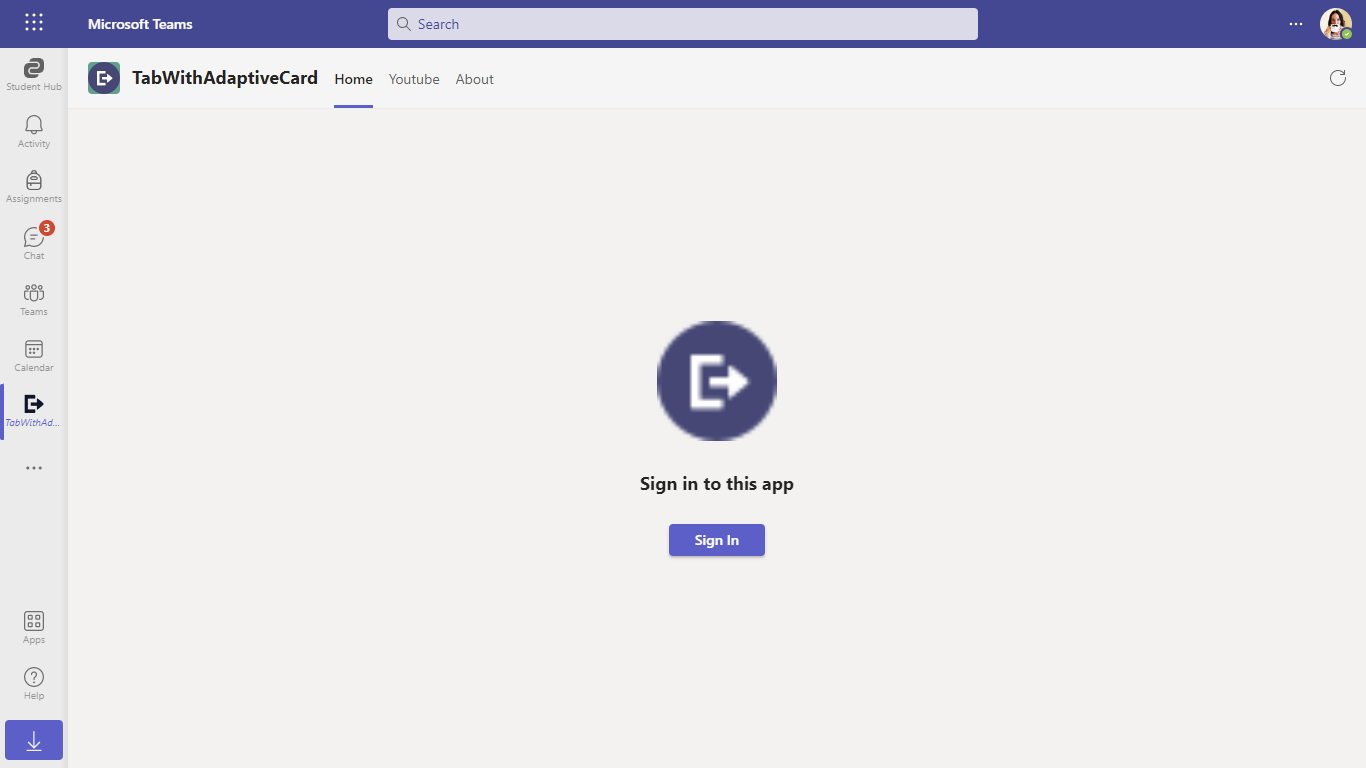 Microsoft Teams
Search
Student Hub
TabWithAdaptiveCard
Home
Youtube
About
Activity
Assignments
3
Chat
Teams
Calendar
TabWithAd...
Sign in to this app
Sign In
Apps
Help